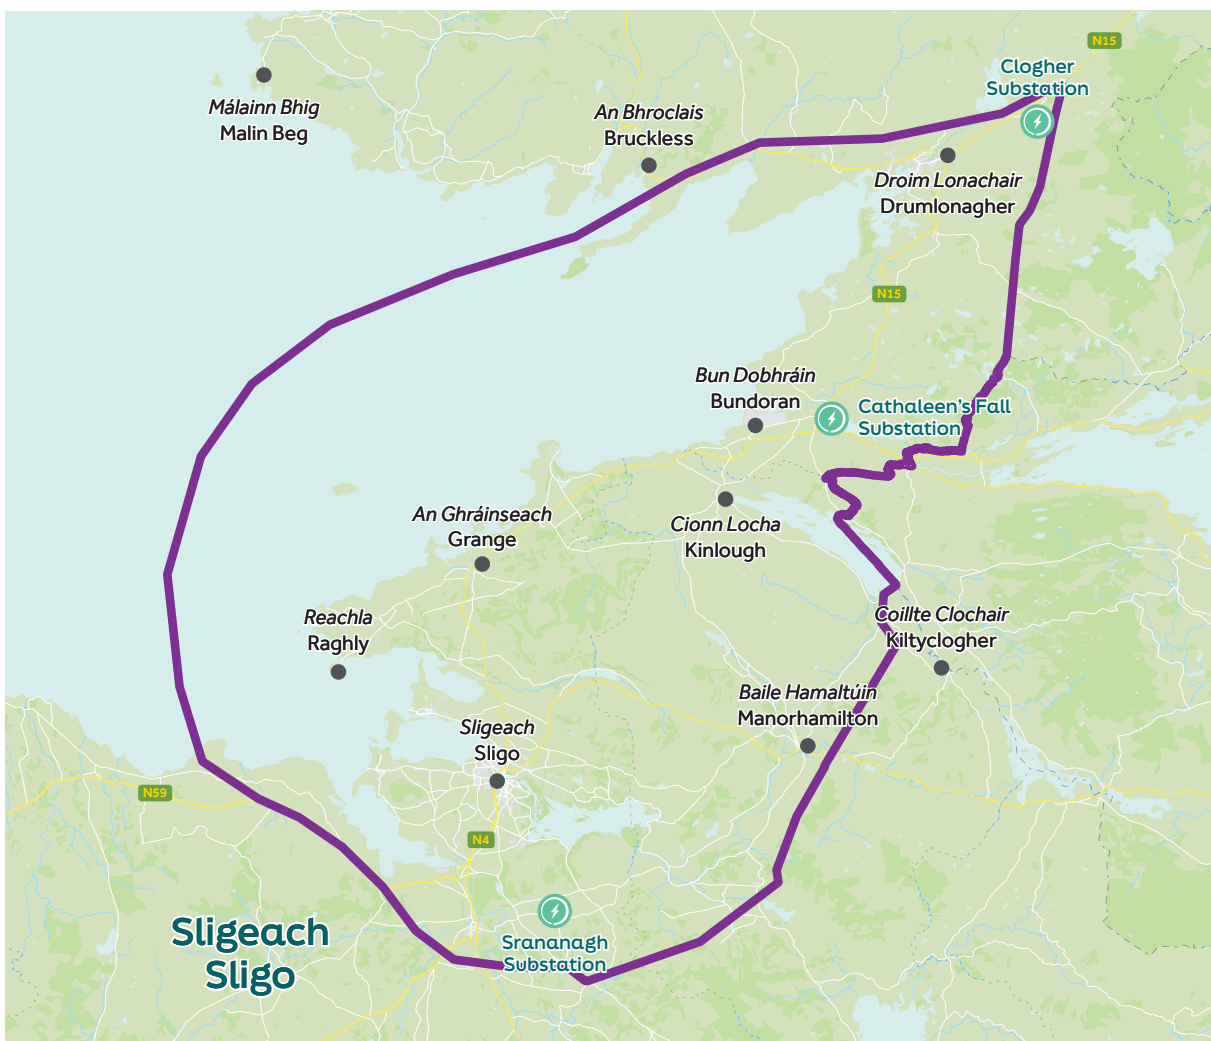 N15
Clogher
Substation
Málainn Bhig
Malin Beg
An Bhroclais
Bruckless
Droim Lonachair
Drumlonagher
N15
Bun Dobhráin
Bundoran
Cathaleen's Fall
Substation
An Ghráinseach
Grange
Cionn Locha
Kinlough
Reachla
Raghly
Coillte Clochair
Kiltyclogher
Baile Hamaltúin
Manorhamilton
Sligeach
Sligo
N59
N4
Sligeach
Sligo
Srananagh
Substation